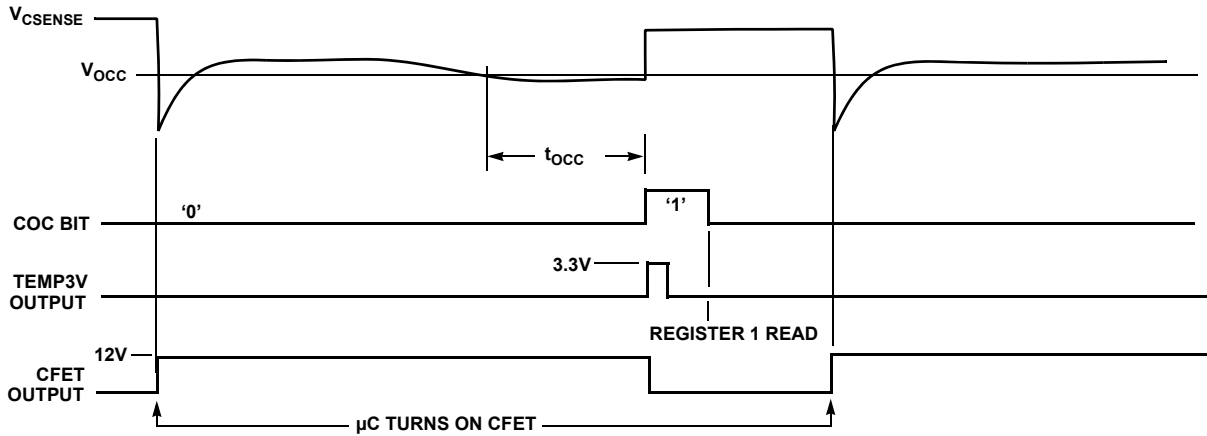 VCSENSE
VOCC
tOCC
COC BIT
‘0’
‘1’
3.3V
TEMP3V
OUTPUT
REGISTER 1 READ
12V
CFET
OUTPUT
µC TURNS ON CFET